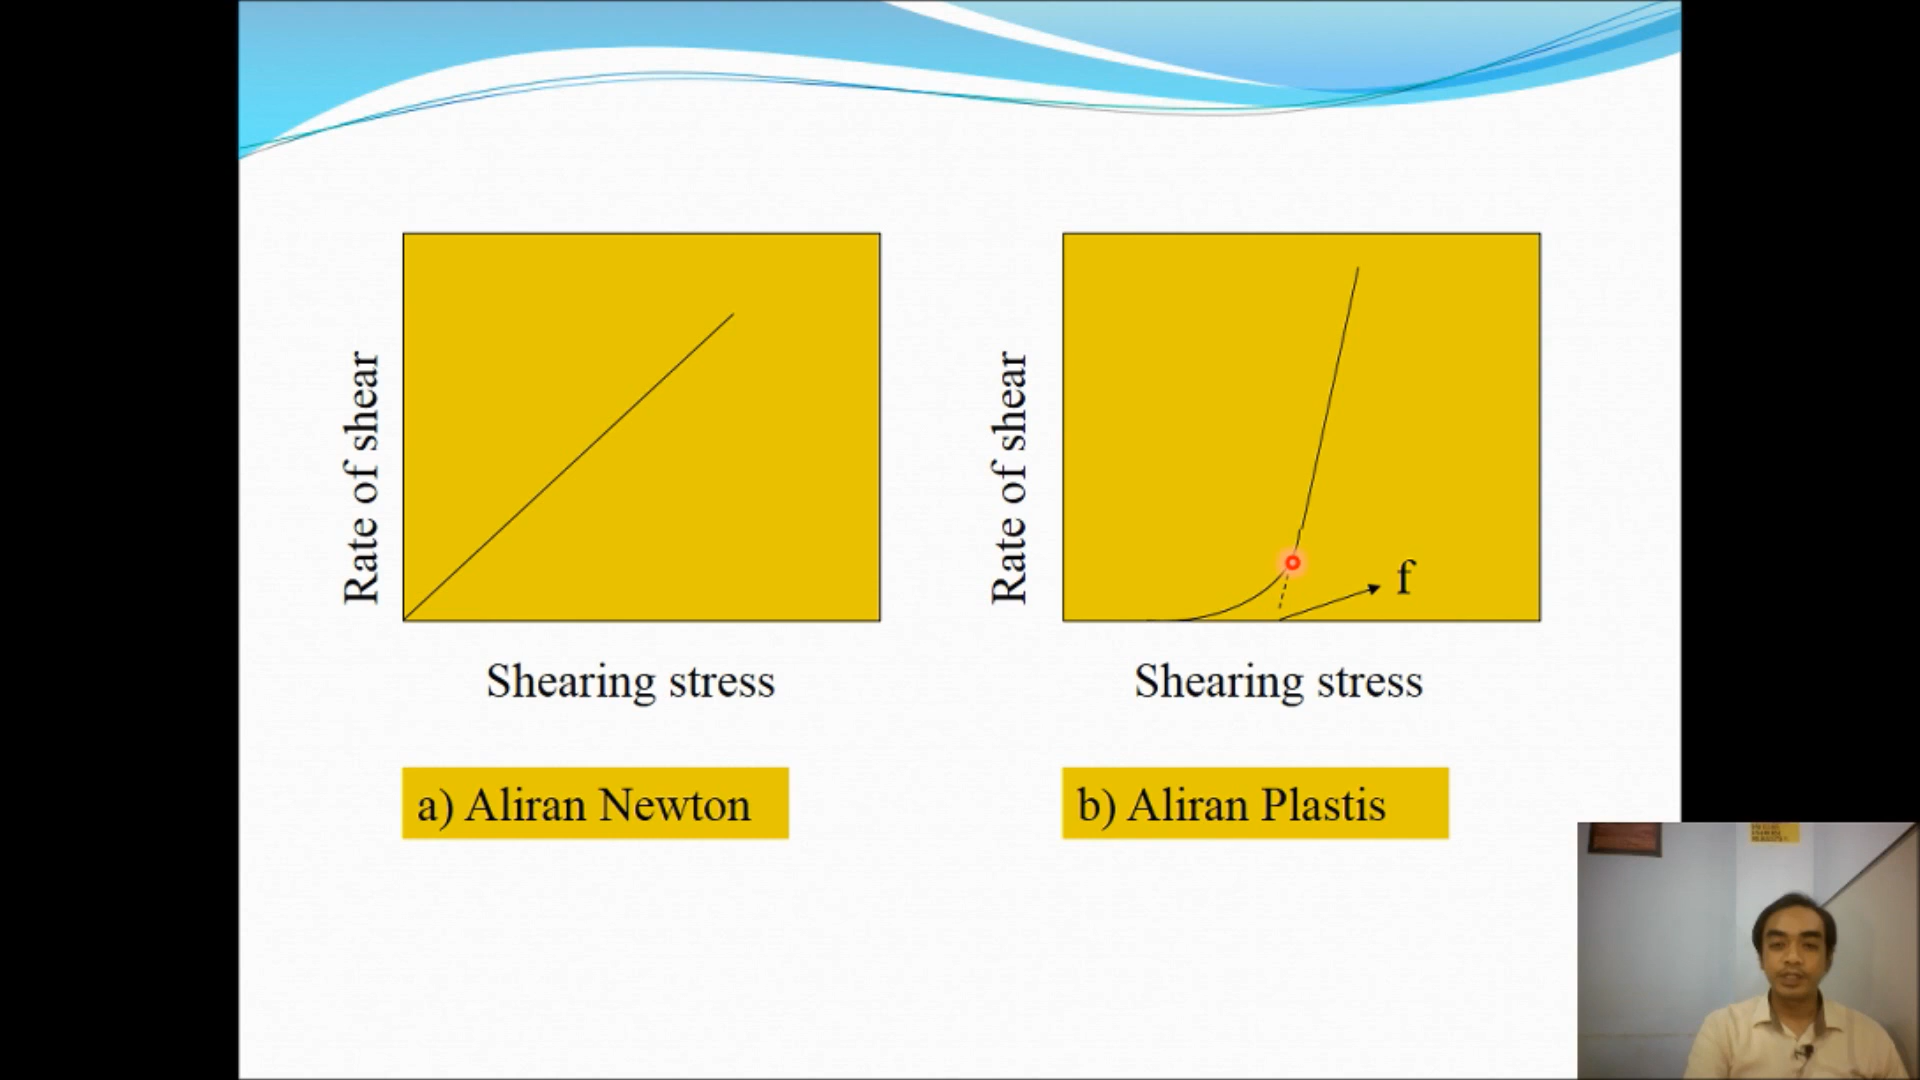 Rate of shear
Shearing stress
a) Aliran Newton
Rate of shear
f
Shearing stress
b) Aliran Plastis